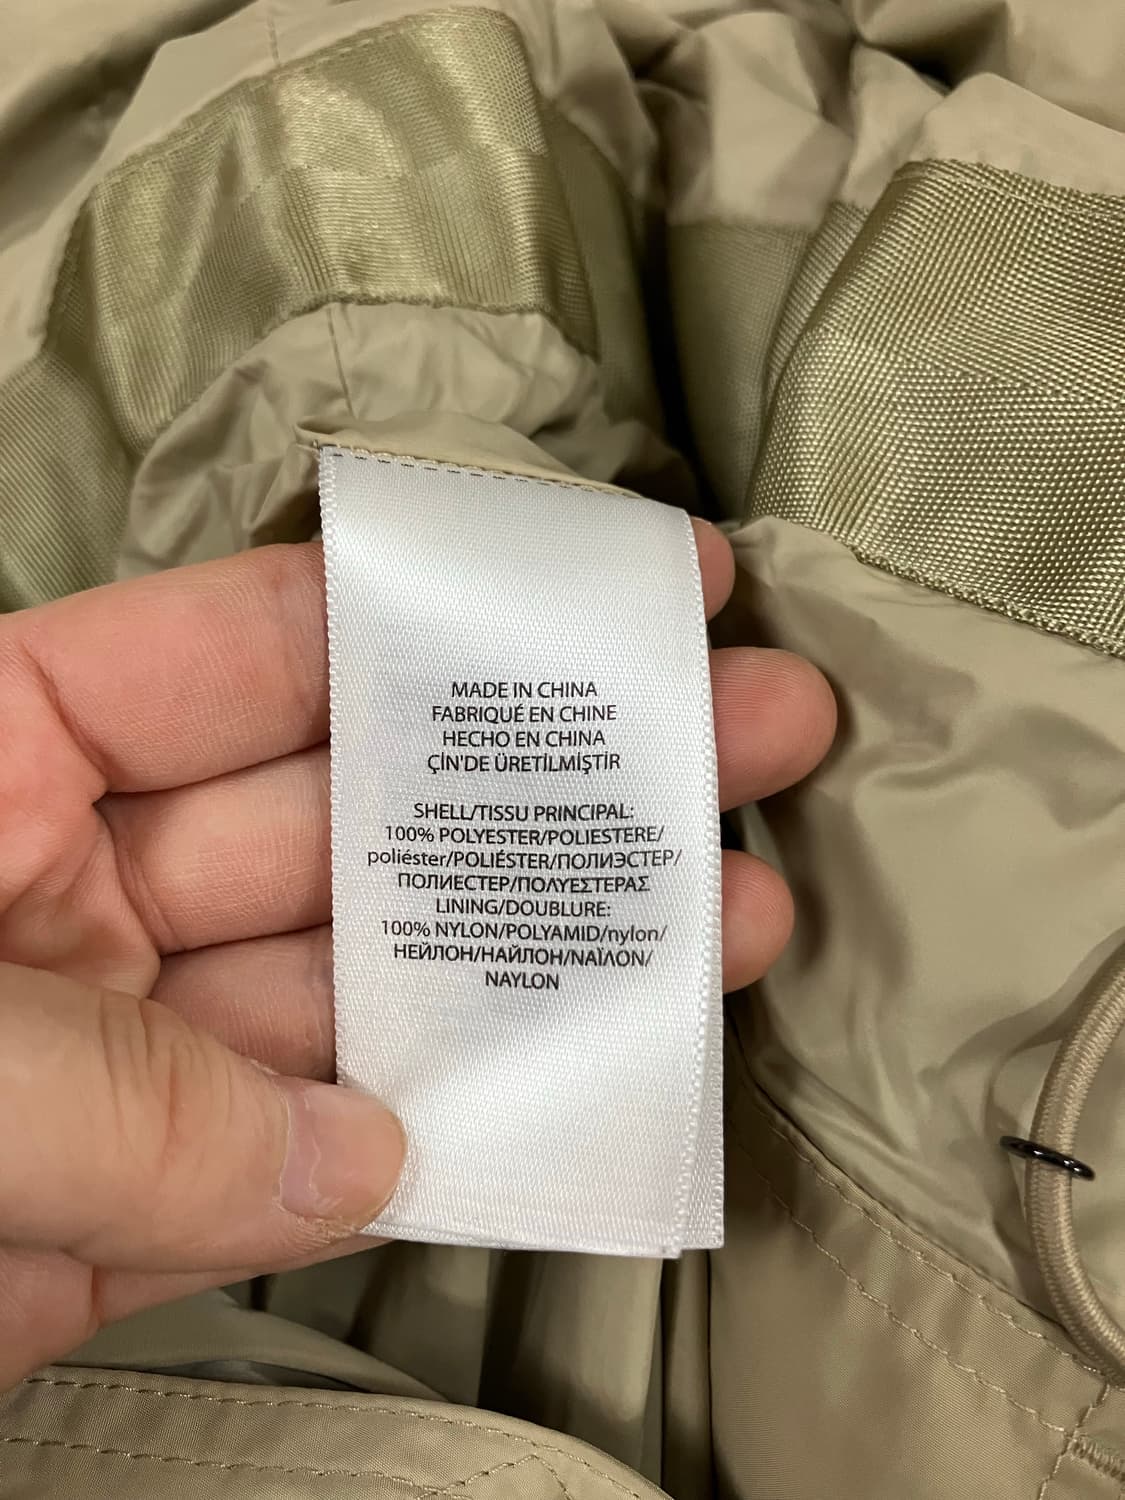 MADE IN CHINA
FABRIQUÉ EN CHINE
HECHO EN CHINA
ÇİN'DE ÜRETİLMİŞTİR
SHELL/TISSU PRINCIPAL:
100% POLYESTER/POLIESTERE/
poliéster/POLIÉSTER/ПОЛИЭСТЕР/
ПОЛИЕСТЕР/ΠΟΛΥΕΣΤΕΡΑΣ
LINING/DOUBLURE:
100% NYLON/POLYAMID/nylon/
НЕЙЛОН/НАЙЛОН/ΝΑΪΛΟΝ/
NAYLON